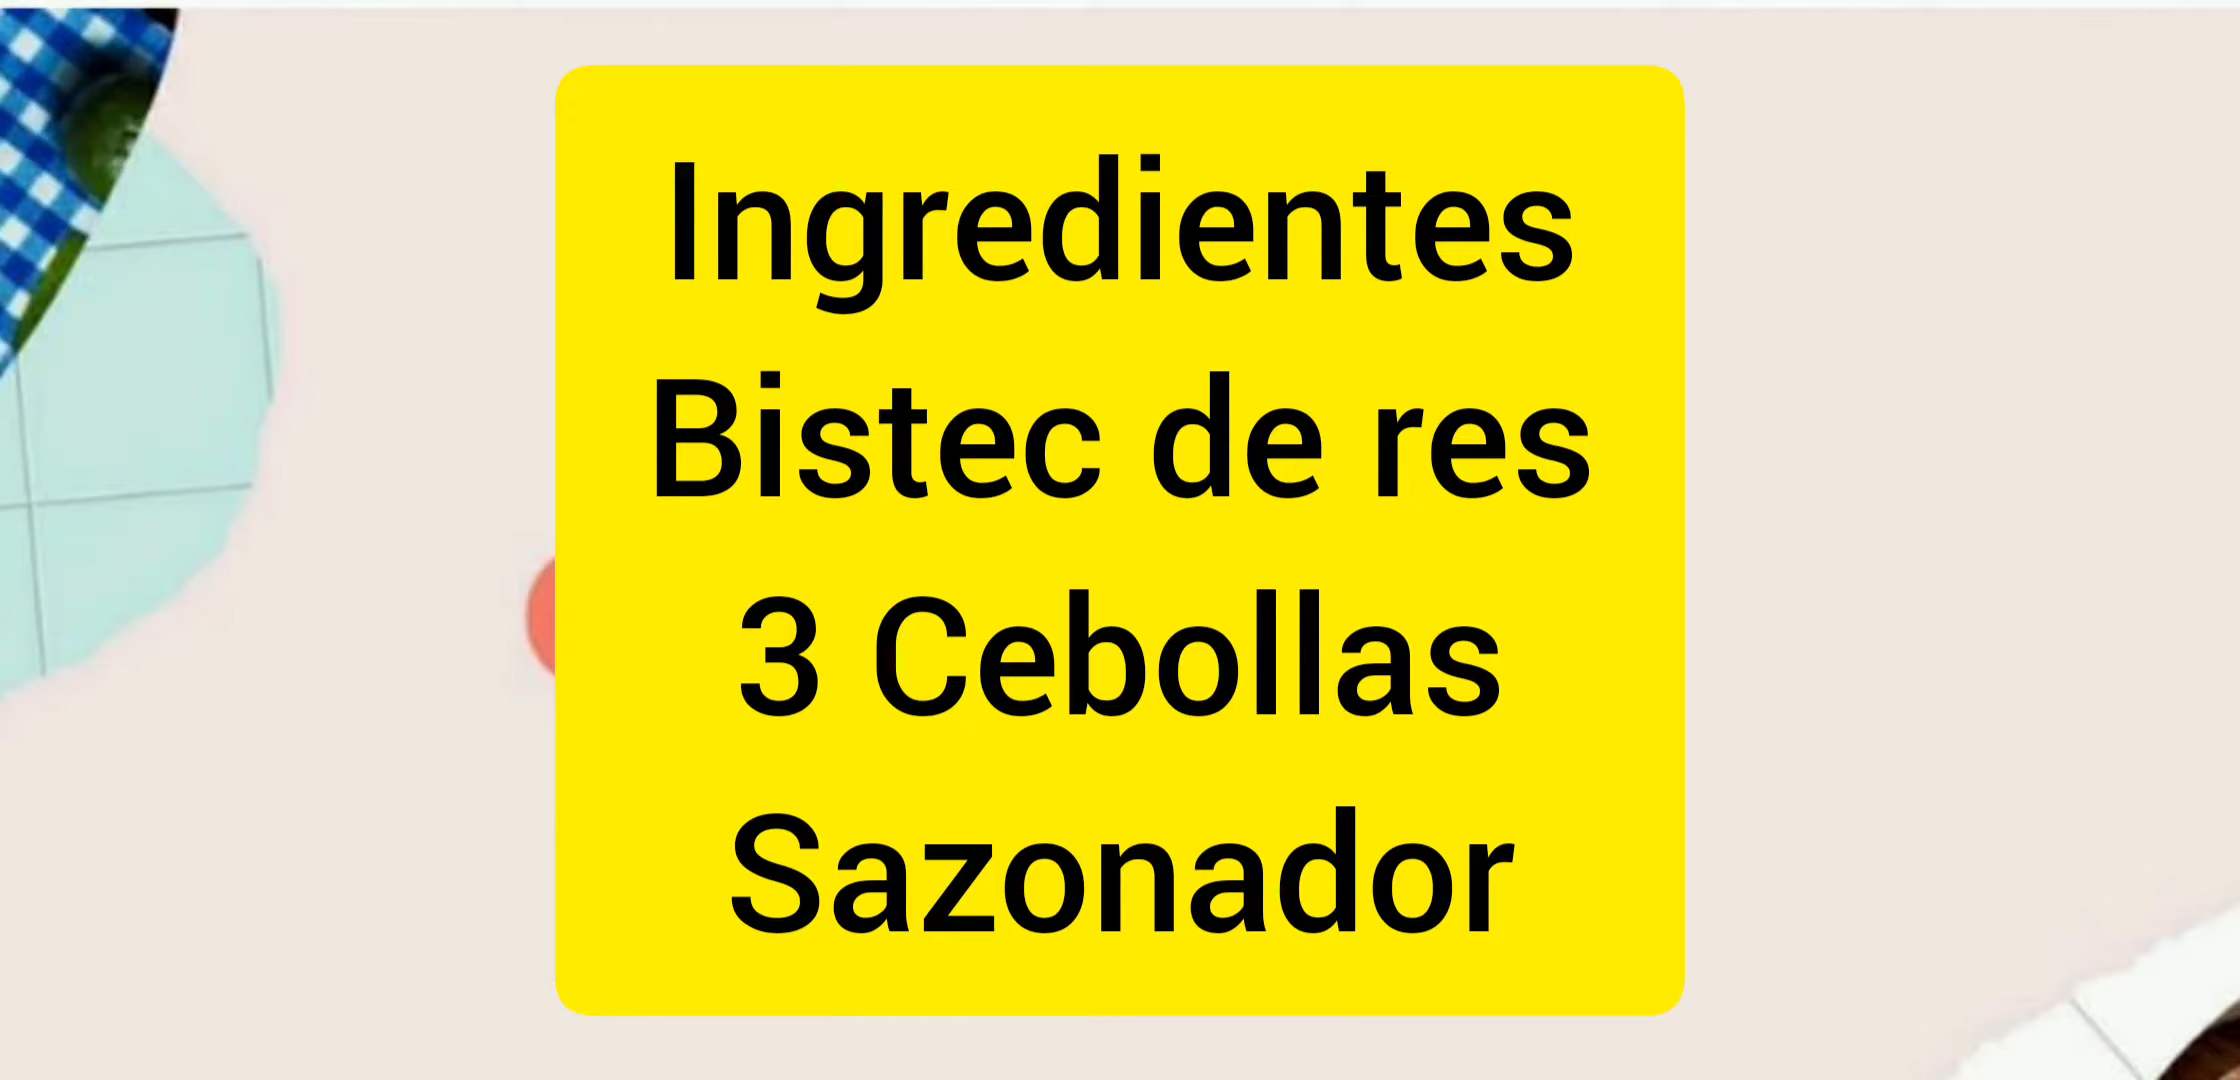 Ingredientes
Bistec de res
3 Cebollas
Sazonador